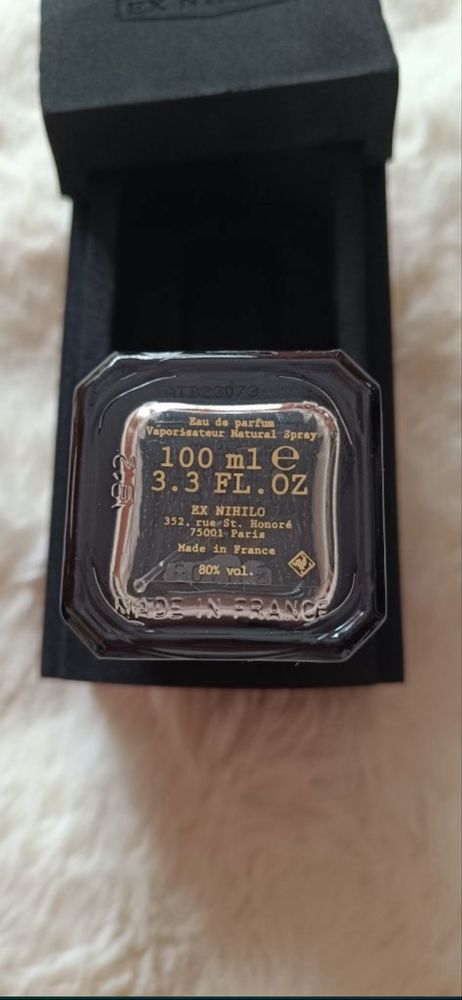 EX NIHILO
ATB23073
Eau de parfum
Vaporisateur Natural Spray
100 ml e
3.3 FL.OZ
EX NIHILO
352, rue St. Honoré
75001 Paris
Made in France
80% vol.
MADE IN FRANCE